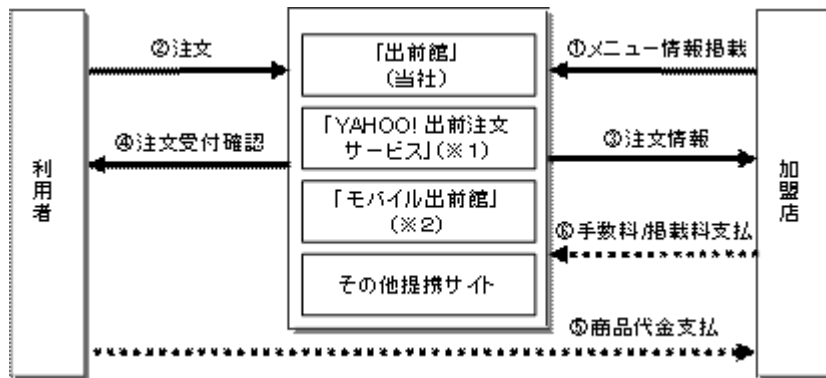 ②注文
「出前館」
(当社)
①メニュー情報掲載
④注文受付確認
「YAHOO! 出前注文
サービス」(※1)
③注文情報
利用者
加盟店
「モバイル出前館」
(※2)
⑥手数料/掲載料支払
その他提携サイト
⑤商品代金支払